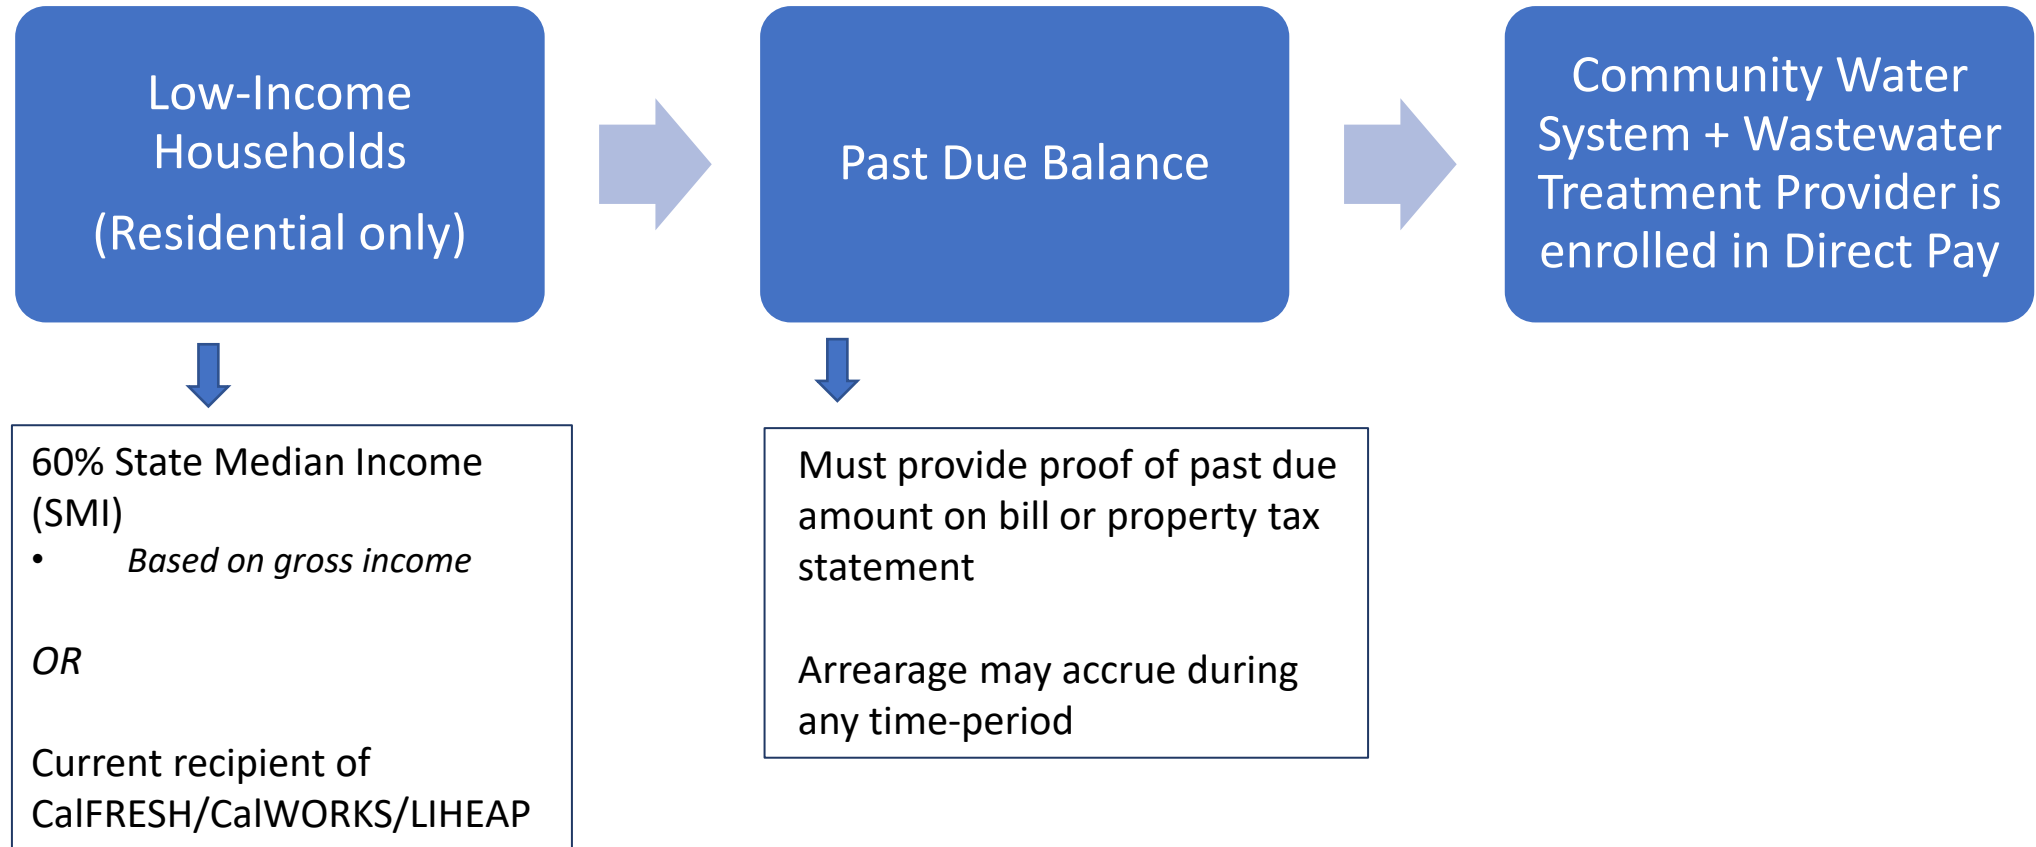 Low-Income
Households
(Residential only)
Past Due Balance
Community Water
System + Wastewater
Treatment Provider is
enrolled in Direct Pay
60% State Median Income
(SMI)
• Based on gross income
OR
Current recipient of
CalFRESH/CalWORKS/LIHEAP
Must provide proof of past due
amount on bill or property tax
statement
Arrearage may accrue during
any time-period